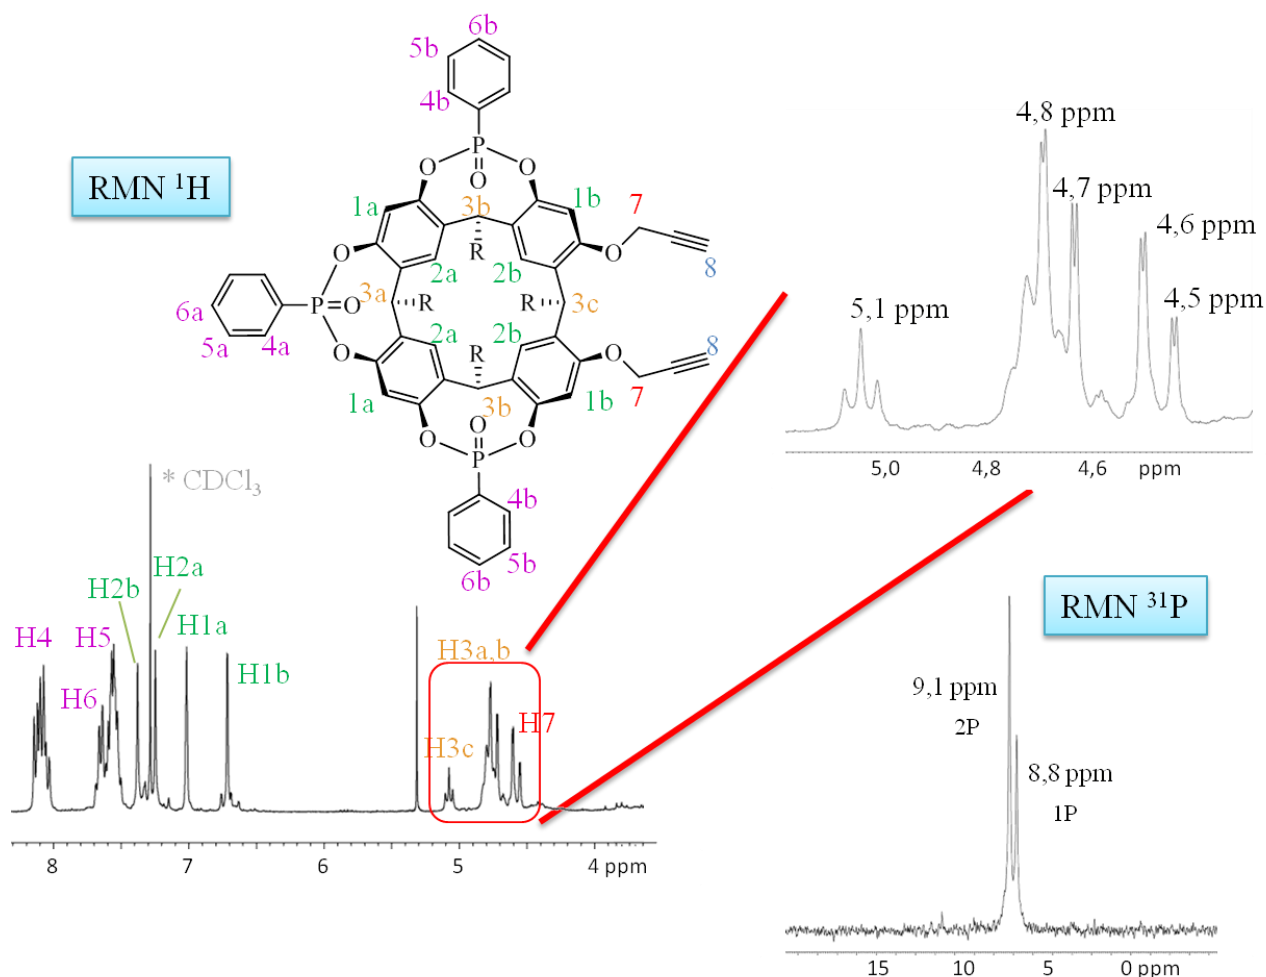 6b
5b
4b
RMN ¹H
P
O
O
O
1a
3b
1b
7
R
O
8
2a
2b
O
3a
R
R
3c
6a
P
O
5a
4a
O
2a
2b
R
O
8
1a
3b
1b
7
O
O
O
P
4b
5b
6b
* CDCl₃
H2b
H2a
H4
H5
H1a
H6
H1b
H3a,b
H3c
H7
8
7
6
5
4 ppm
4,8 ppm
4,7 ppm
4,6 ppm
5,1 ppm
4,5 ppm
5,0
4,8
4,6
ppm
RMN ³¹P
9,1 ppm
2P
8,8 ppm
1P
15
10
5
0 ppm